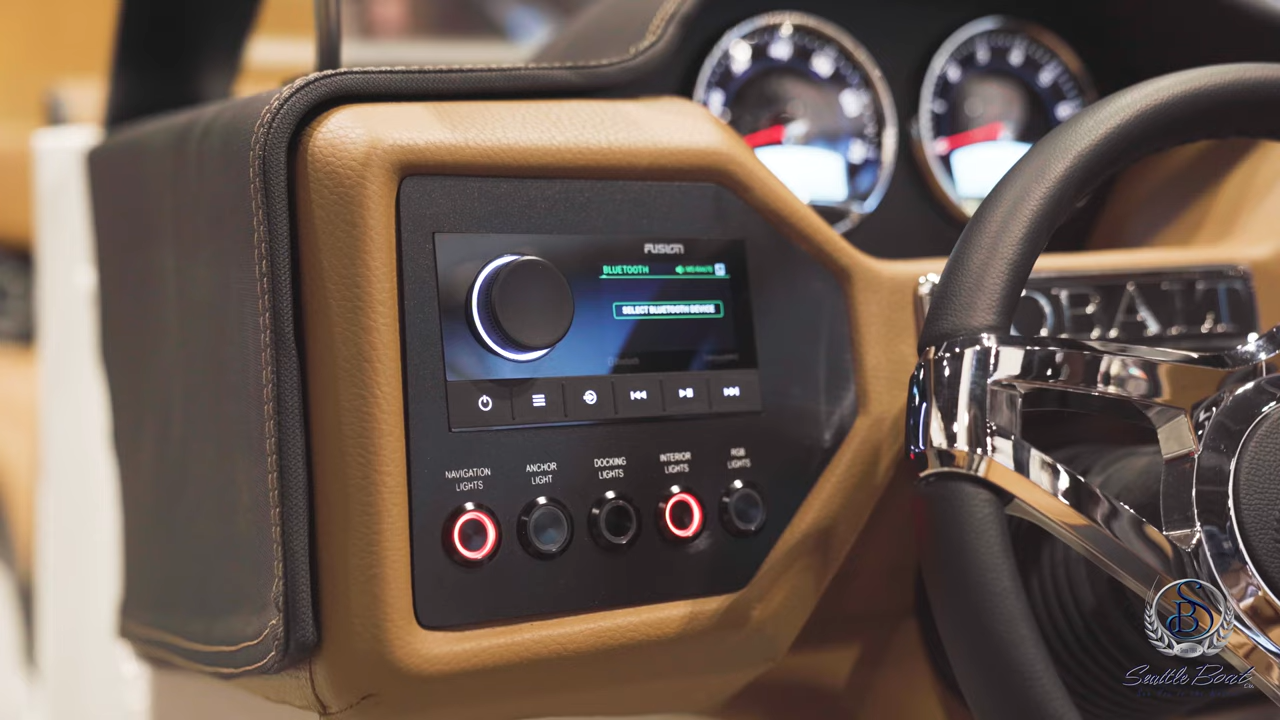 FUSION
BLUETOOTH
SELECT BLUETOOTH DEVICE
NAVIGATION
LIGHTS
ANCHOR
LIGHT
DOCKING
LIGHTS
INTERIOR
LIGHTS
RGB
LIGHTS
Seattle Boat